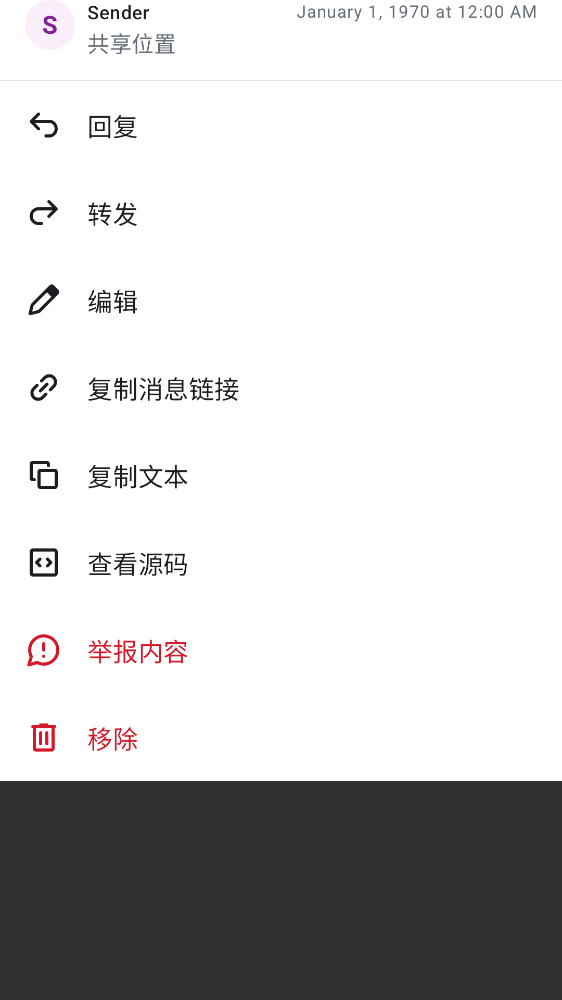 S
Sender
January 1, 1970 at 12:00 AM
共享位置
回复
转发
编辑
复制消息链接
复制文本
查看源码
举报内容
移除